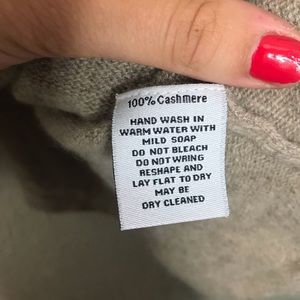 100% Cashmere
HAND WASH IN
WARM WATER WITH
MILD SOAP
DO NOT BLEACH
DO NOT WRING
RESHAPE AND
LAY FLAT TO DRY
MAY BE
DRY CLEANED